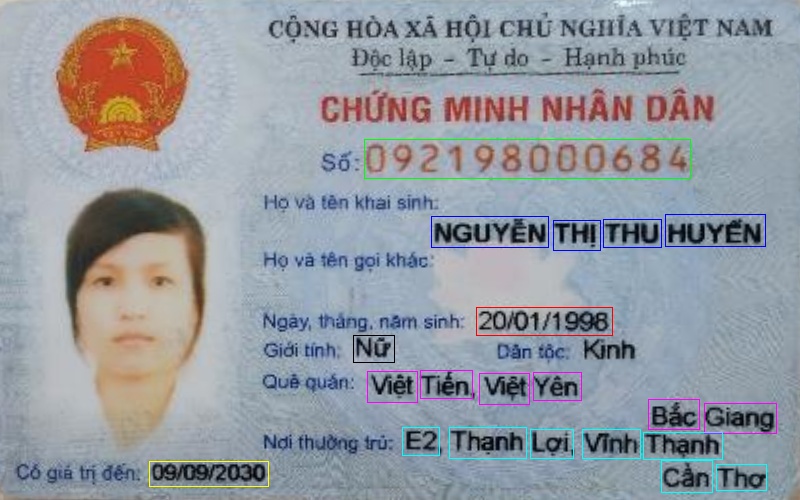 CỘNG HÒA XÃ HỘI CHỦ NGHĨA VIỆT NAM
Độc lập - Tự do - Hạnh phúc
CHỨNG MINH NHÂN DÂN
Số: 092198000684
Họ và tên khai sinh:
NGUYỄN THỊ THU HUYỀN
Họ và tên gọi khác:
Ngày, tháng, năm sinh: 20/01/1998
Giới tính: Nữ Dân tộc: Kinh
Quê quán: Việt Tiến, Việt Yên
Bắc Giang
Nơi thường trú: E2, Thạnh Lợi, Vĩnh Thạnh
Cần Thơ
Có giá trị đến: 09/09/2030